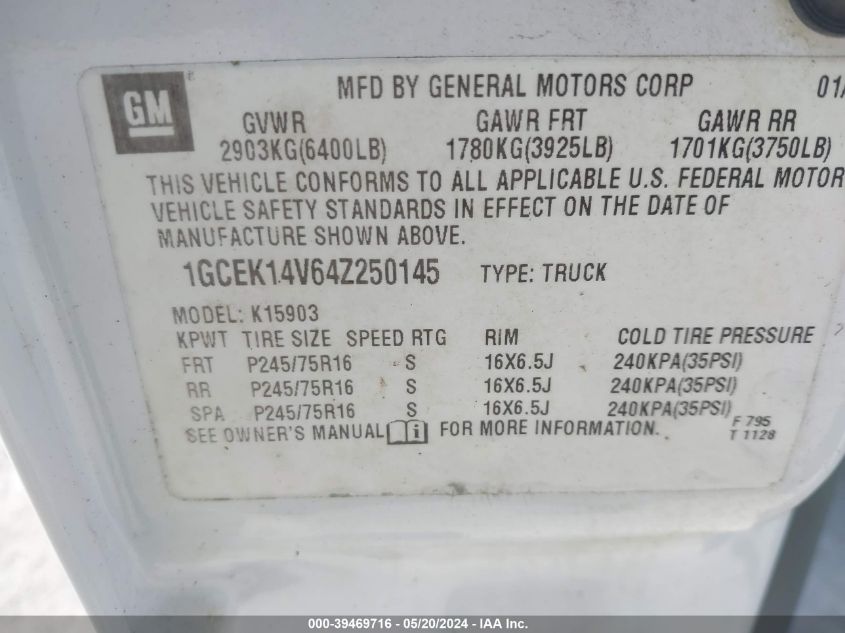 GM
MFD BY GENERAL MOTORS CORP 01/
GVWR GAWR FRT GAWR RR
2903KG(6400LB) 1780KG(3925LB) 1701KG(3750LB)
THIS VEHICLE CONFORMS TO ALL APPLICABLE U.S. FEDERAL MOTOR
VEHICLE SAFETY STANDARDS IN EFFECT ON THE DATE OF
MANUFACTURE SHOWN ABOVE.
1GCEK14V64Z250145 TYPE: TRUCK
MODEL: K15903
KPWT TIRE SIZE SPEED RTG RIM COLD TIRE PRESSURE
FRT P245/75R16 S 16X6.5J 240KPA(35PSI)
RR P245/75R16 S 16X6.5J 240KPA(35PSI)
SPA P245/75R16 S 16X6.5J 240KPA(35PSI)
SEE OWNER'S MANUAL i FOR MORE INFORMATION.
F 795
T 1128
000-39469716 - 05/20/2024 - IAA Inc.